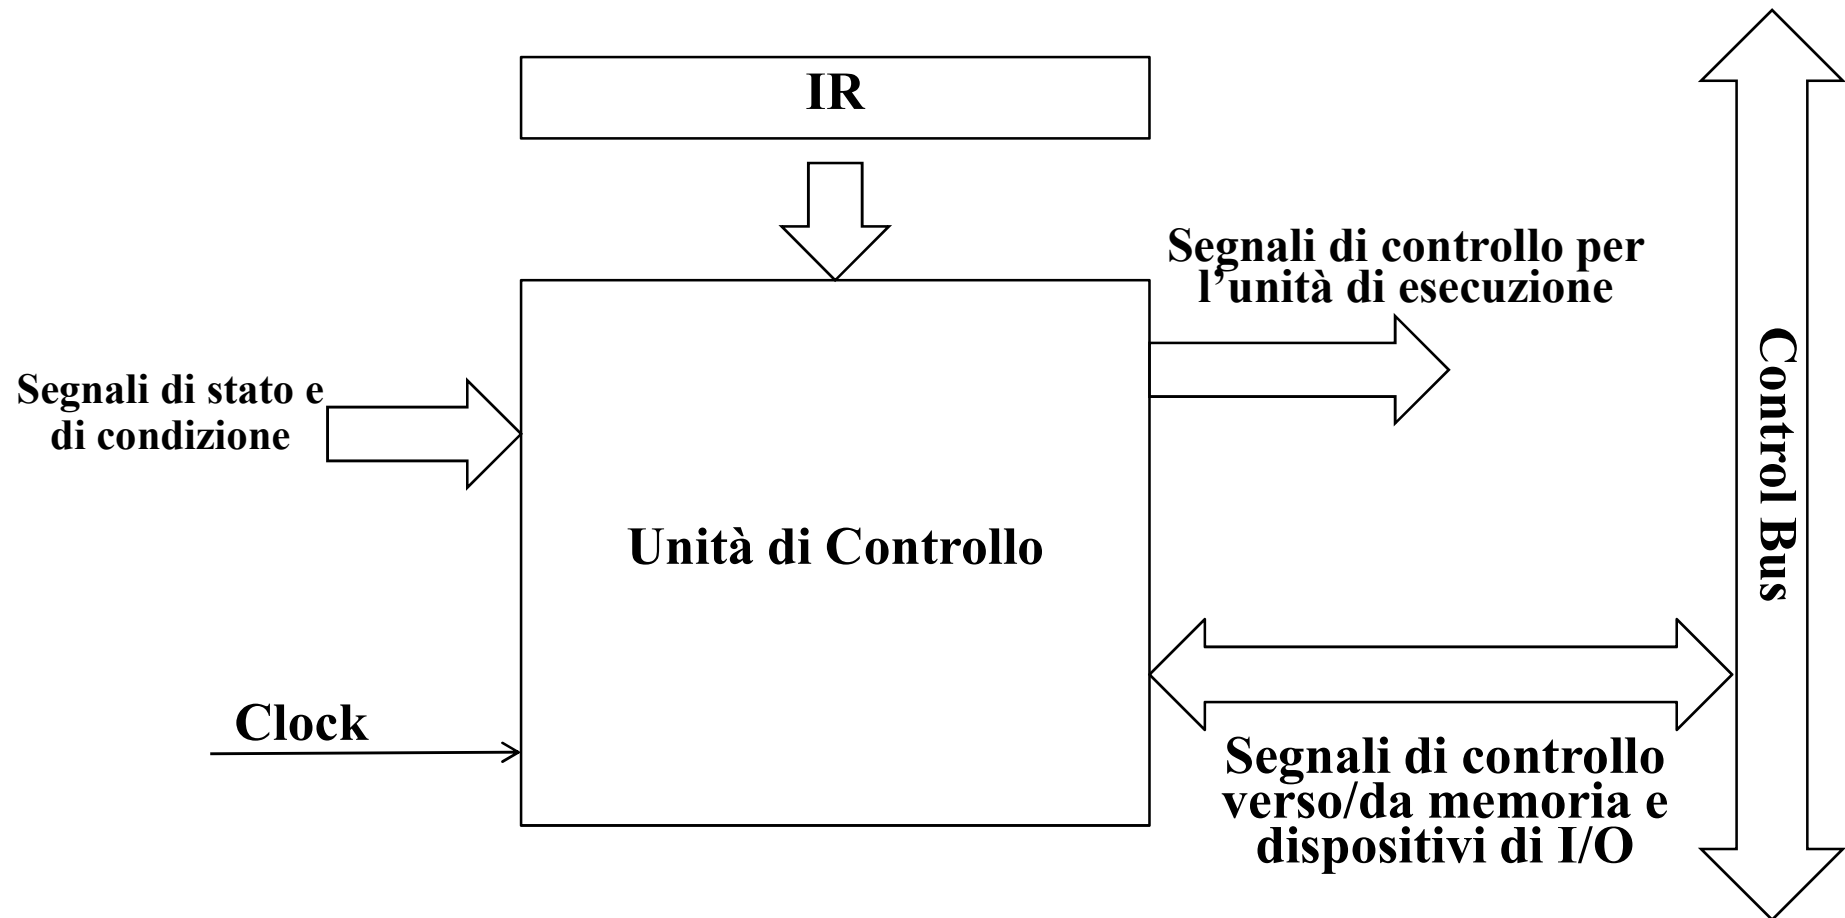 IR
Segnali di controllo per
l’unità di esecuzione
Segnali di stato e
di condizione
Control Bus
Unità di Controllo
Clock
Segnali di controllo
verso/da memoria e
dispositivi di I/O